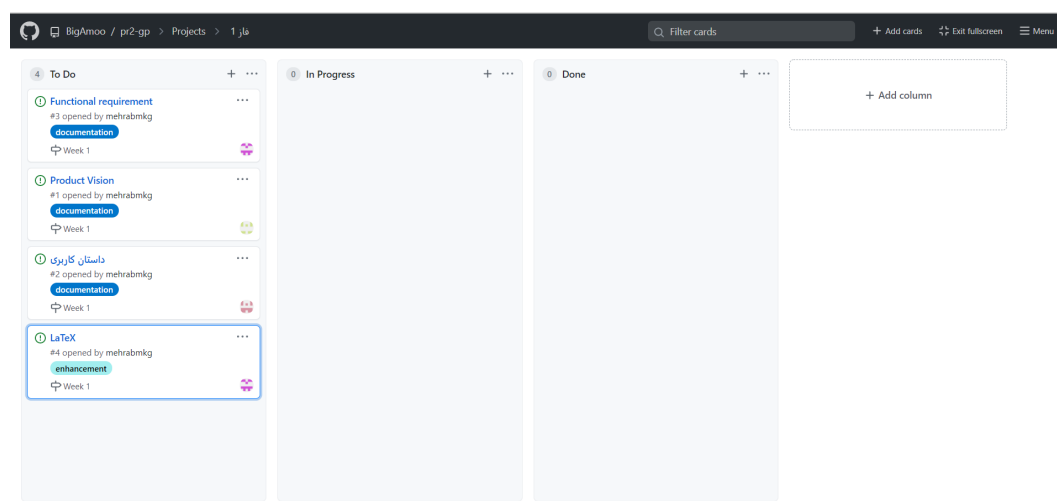 BigAmoo / pr2-gp > Projects > فاز 1
Filter cards
+ Add cards
Exit fullscreen
Menu
4 To Do + ...
Functional requirement ...
#3 opened by mehrabmkg
documentation
Week 1
Product Vision ...
#1 opened by mehrabmkg
documentation
Week 1
داستان کاربری ...
#2 opened by mehrabmkg
documentation
Week 1
LaTeX ...
#4 opened by mehrabmkg
enhancement
Week 1
0 In Progress + ...
0 Done + ...
+ Add column